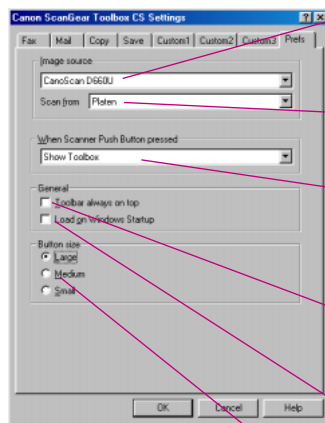 Canon ScanGear Toolbox CS Settings
Fax Mail Copy Save Custom1 Custom2 Custom3 Prefs
Image source
CanoScan D660U
Scan from Platen
When Scanner Push Button pressed
Show Toolbox
General
Toolbar always on top
Load on Windows Startup
Button size
Large
Medium
Small
OK Cancel Help